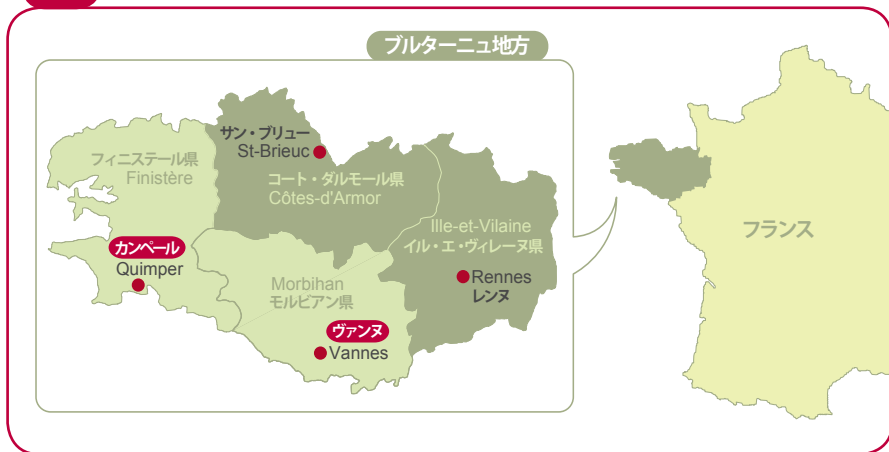 ブルターニュ地方
サン・ブリュー
St-Brieuc
フィニステール県
Finistère
コート・ダルモール県
Côtes-d'Armor
Ille-et-Vilaine
イル・エ・ヴィレーヌ県
フランス
カンペール
Quimper
Rennes
レンヌ
Morbihan
モルビアン県
ヴァンヌ
Vannes